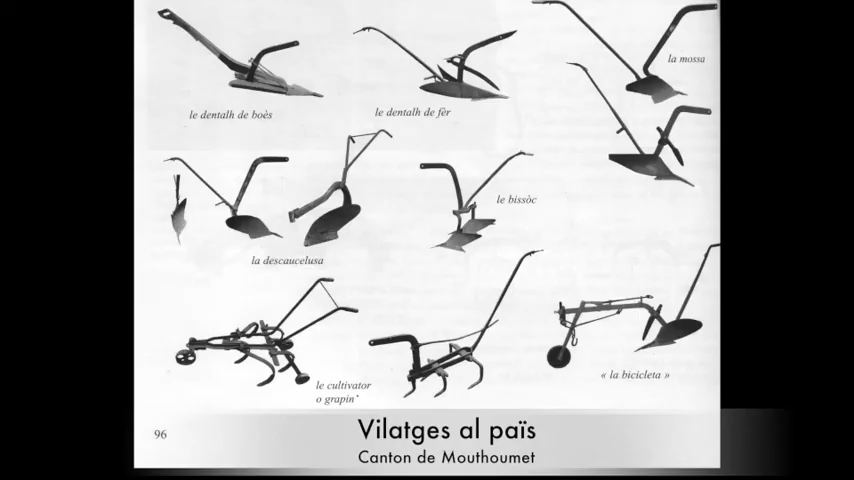 la mossa
le dentalh de boès
le dentalh de fèr
le bissòc
la descaucelusa
« la bicicleta »
le cultivator
o grapin*
96
Vilatges al païs
Canton de Mouthoumet